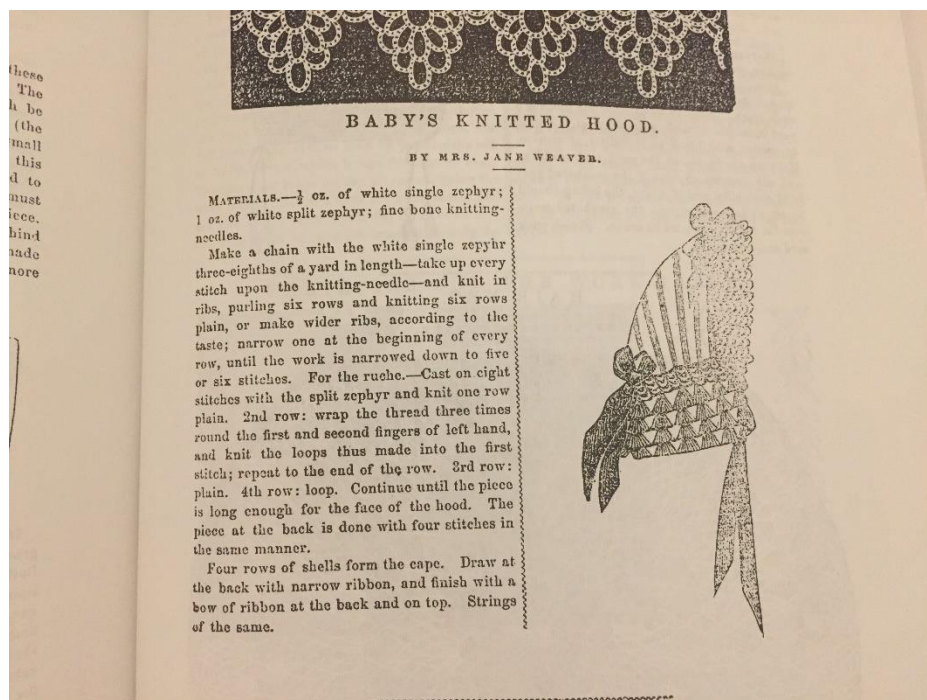 these
The
h be
(the
mall
this
d to
must
iece.
hind
nade
nore
BABY'S KNITTED HOOD.
BY MRS. JANE WEAVER.
MATERIALS.—½ oz. of white single zephyr;
1 oz. of white split zephyr; fine bone knitting-
needles.
Make a chain with the white single zepyhr
three-eighths of a yard in length—take up every
stitch upon the knitting-needle—and knit in
ribs, purling six rows and knitting six rows
plain, or make wider ribs, according to the
taste; narrow one at the beginning of every
row, until the work is narrowed down to five
or six stitches. For the ruche.—Cast on eight
stitches with the split zephyr and knit one row
plain. 2nd row: wrap the thread three times
round the first and second fingers of left hand,
and knit the loops thus made into the first
stitch; repeat to the end of the row. 3rd row:
plain. 4th row: loop. Continue until the piece
is long enough for the face of the hood. The
piece at the back is done with four stitches in
the same manner.
Four rows of shells form the cape. Draw at
the back with narrow ribbon, and finish with a
bow of ribbon at the back and on top. Strings
of the same.